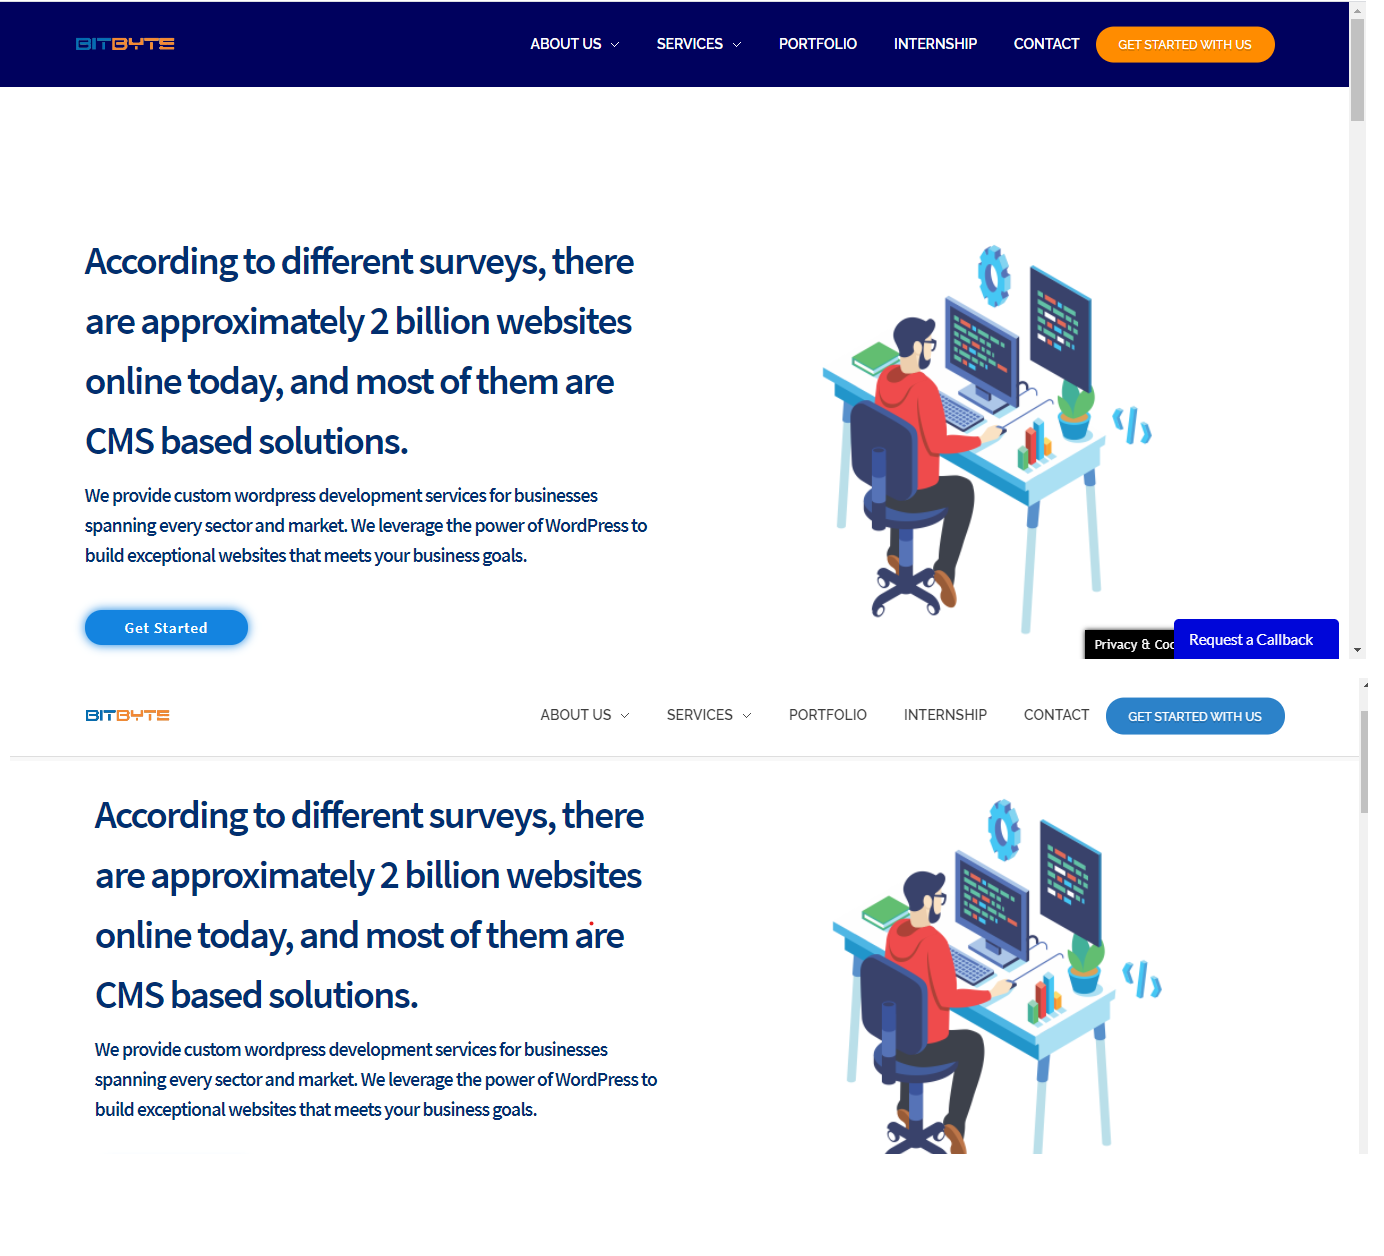 BITBYTE
ABOUT US SERVICES PORTFOLIO INTERNSHIP CONTACT GET STARTED WITH US
According to different surveys, there
are approximately 2 billion websites
online today, and most of them are
CMS based solutions.
We provide custom wordpress development services for businesses
spanning every sector and market. We leverage the power of WordPress to
build exceptional websites that meets your business goals.
Get Started
Privacy &
Request a Callback
BITBYTE
ABOUT US SERVICES PORTFOLIO INTERNSHIP CONTACT GET STARTED WITH US
According to different surveys, there
are approximately 2 billion websites
online today, and most of them are
CMS based solutions.
We provide custom wordpress development services for businesses
spanning every sector and market. We leverage the power of WordPress to
build exceptional websites that meets your business goals.